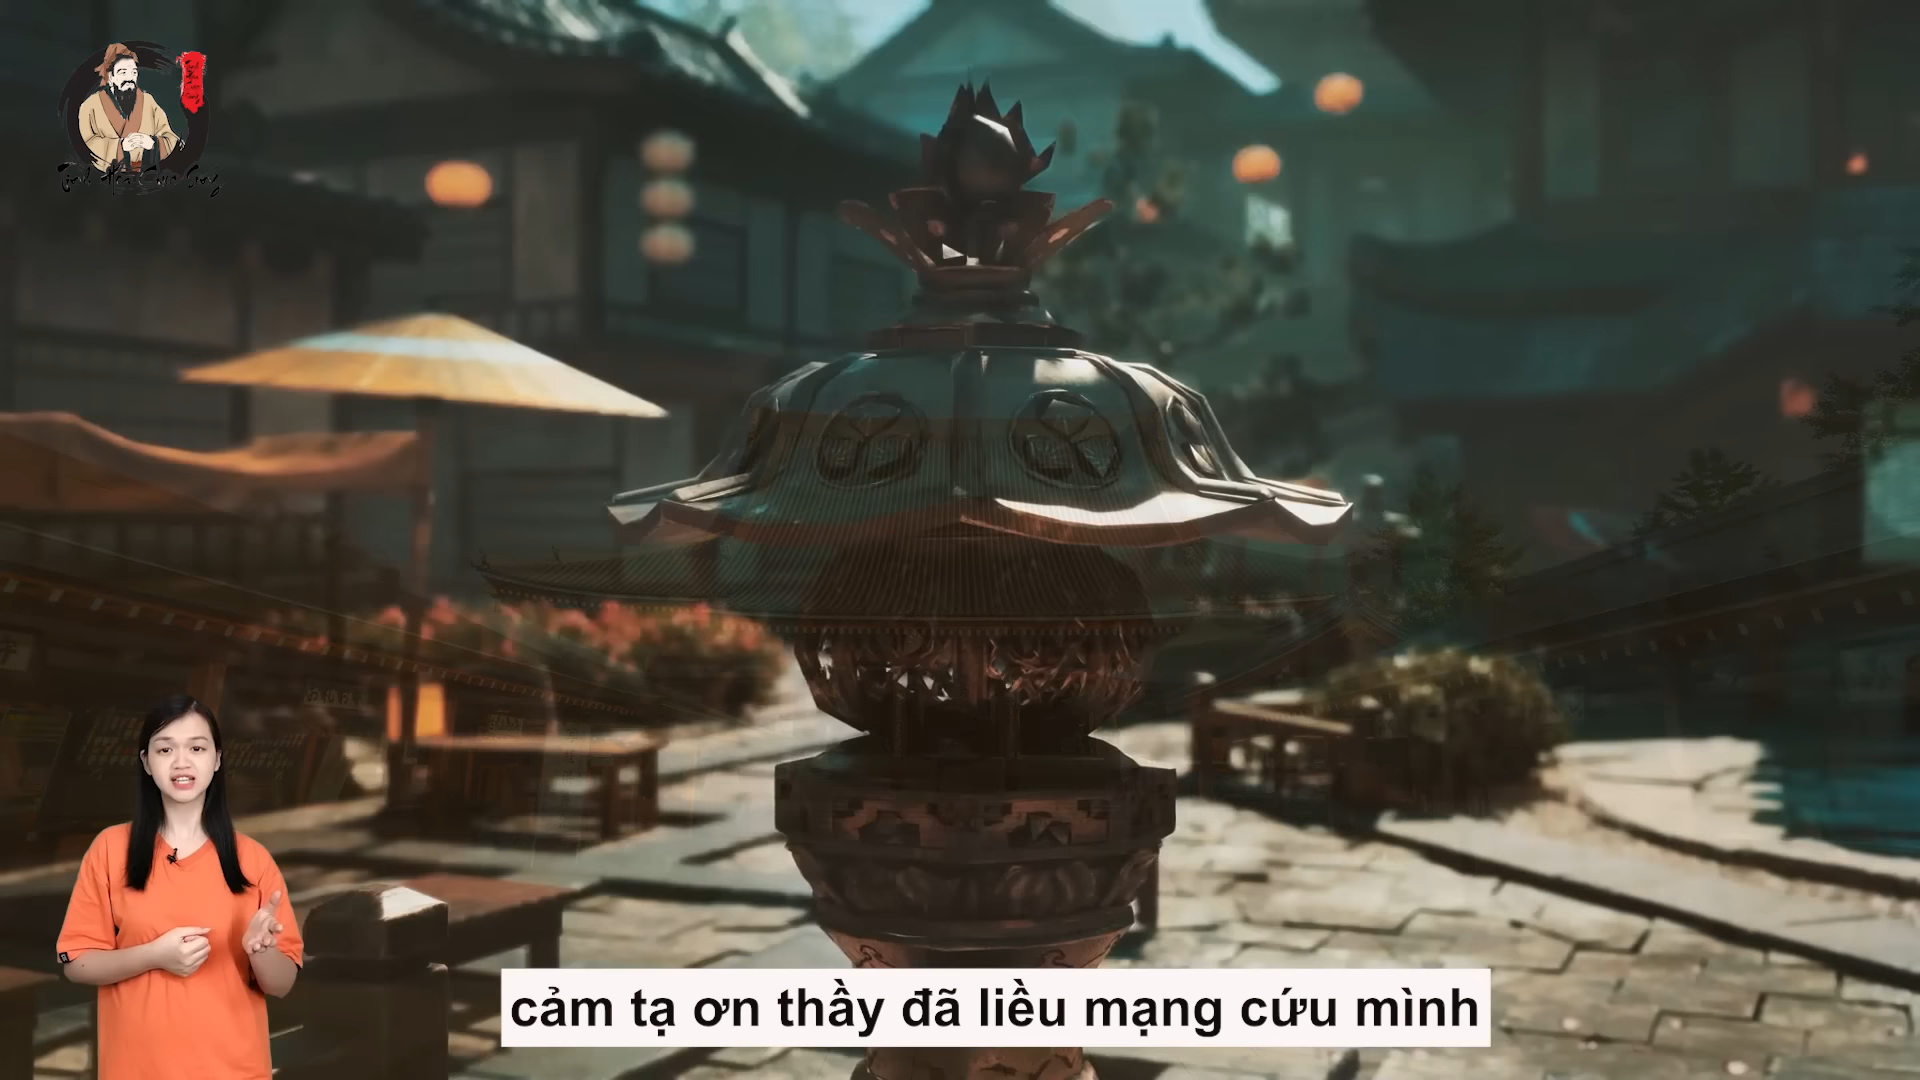 cảm tạ ơn thầy đã liều mạng cứu mình